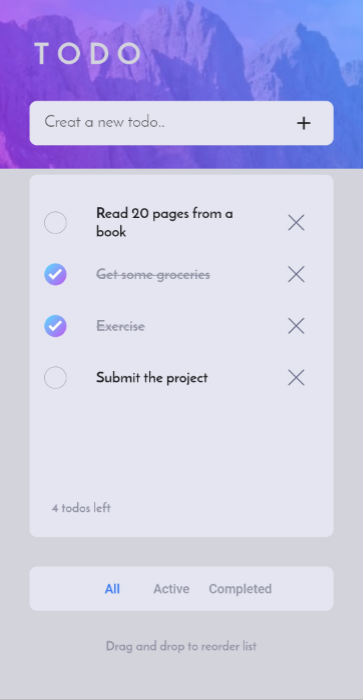 TODO
Creat a new todo..
Read 20 pages from a
book
Get some groceries
Exercise
Submit the project
4 todos left
All Active Completed
Drag and drop to reorder list